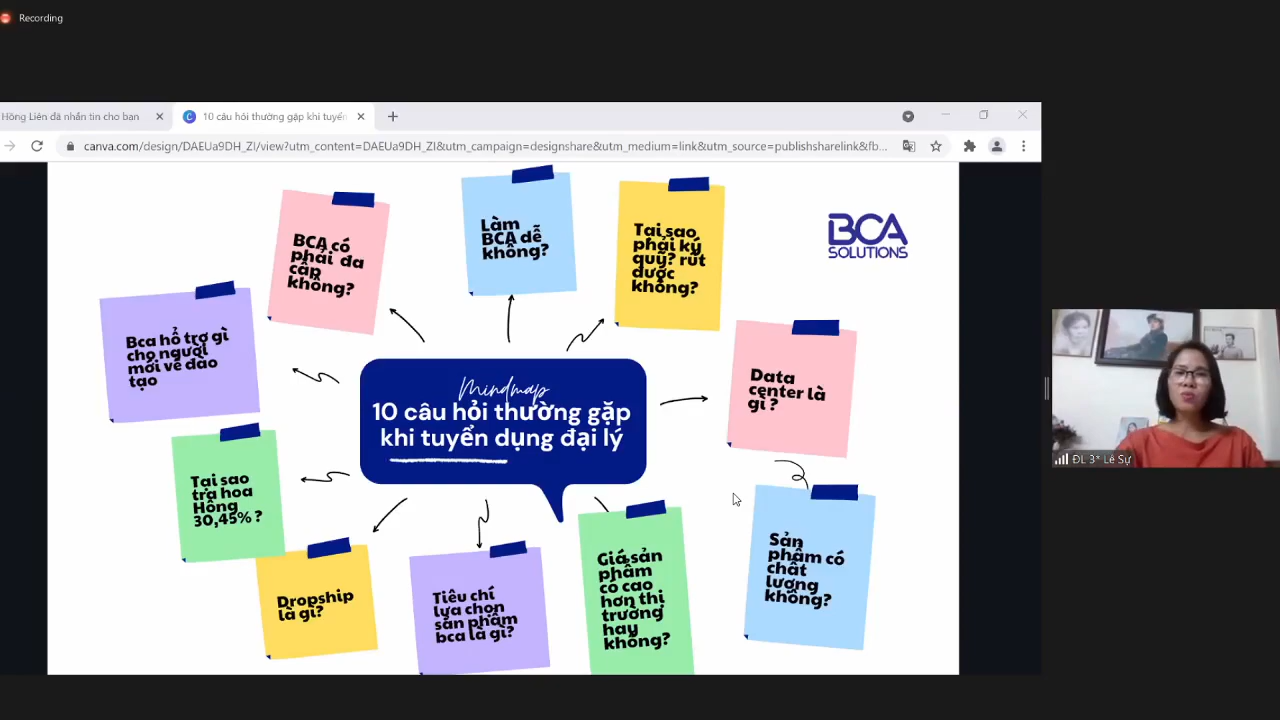 Recording
Hồng Liên đã nhắn tin cho bạn
10 câu hỏi thường gặp khi tuyển
canva.com/design/DAEUa9DH_ZI/view?utm_content=DAEUa9DH_ZI&utm_campaign=designshare&utm_medium=link&utm_source=publishsharelink&fb...
BCA có
phải đa
cấp
không?
Làm
BCA dễ
không?
Tại sao
phải ký
quỹ? rút
được
không?
BCA
SOLUTIONS
Bca hổ trợ gì
cho người
mới về đào
tạo
Mindmap
10 câu hỏi thường gặp
khi tuyển dụng đại lý
Data
center là
gì ?
Tại sao
trả hoa
Hồng
30,45% ?
Dropship
là gì?
Tiêu chí
lựa chọn
sản phẩm
bca là gì?
Giá sản
phẩm
có cao
hơn thị
trường
hay
không?
Sản
phẩm có
chất
lượng
không?
ĐL 3* Lê Sự